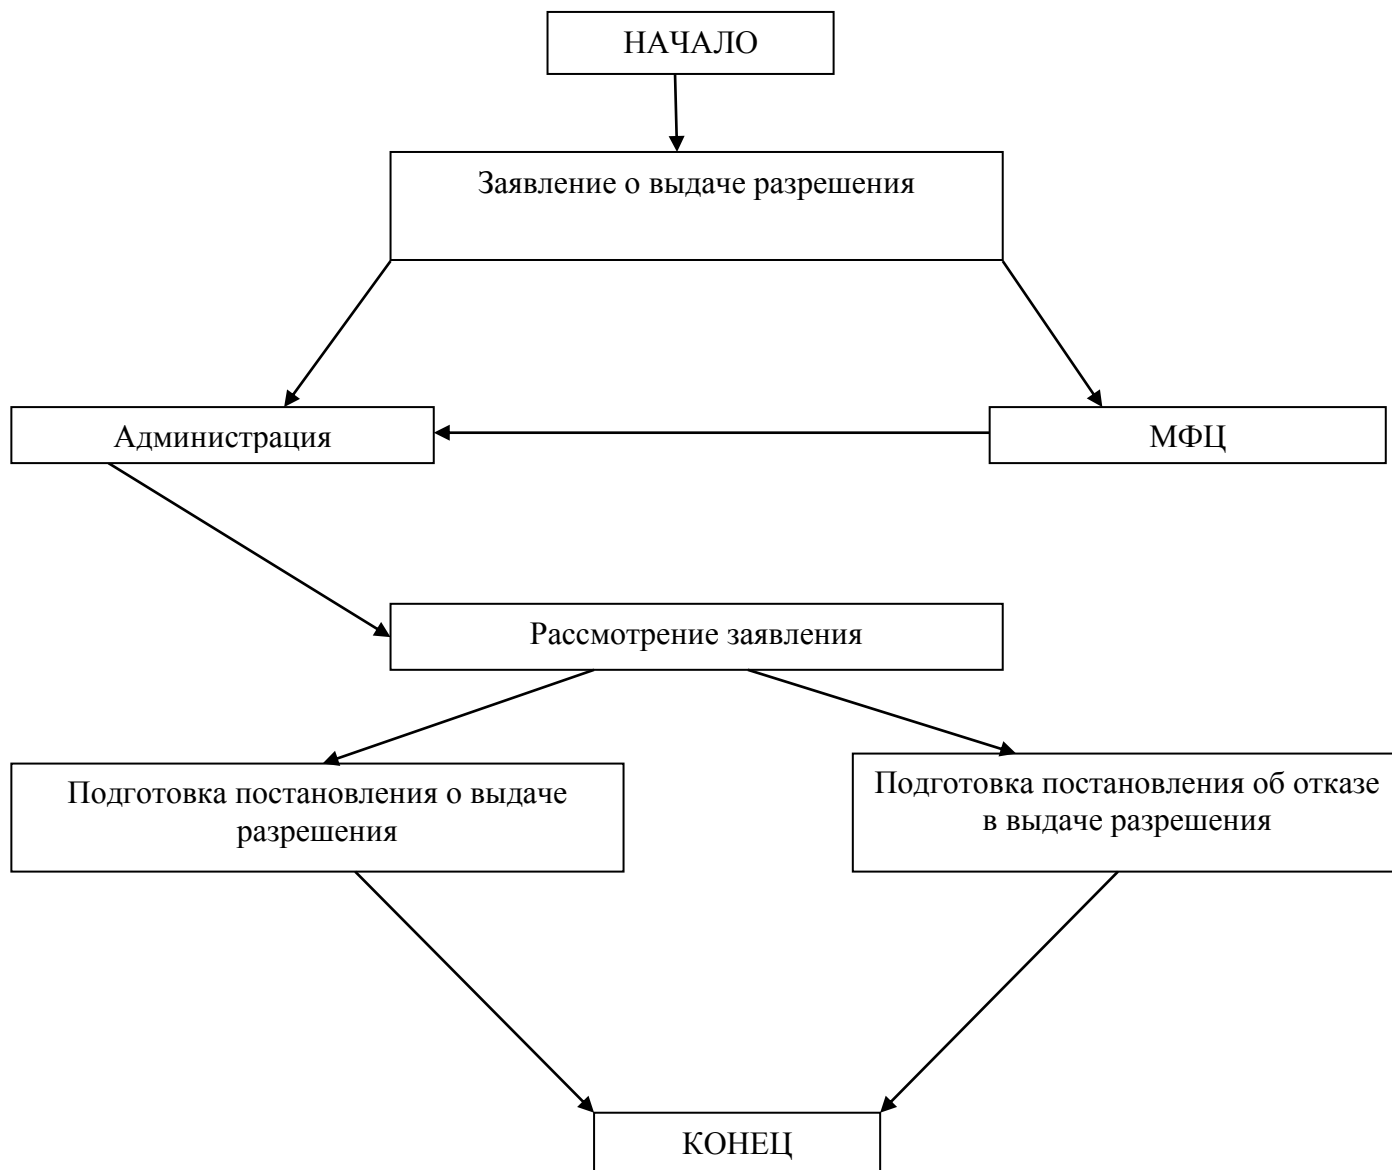 НАЧАЛО
Заявление о выдаче разрешения
Администрация
МФЦ
Рассмотрение заявления
Подготовка постановления о выдаче
разрешения
Подготовка постановления об отказе
в выдаче разрешения
КОНЕЦ